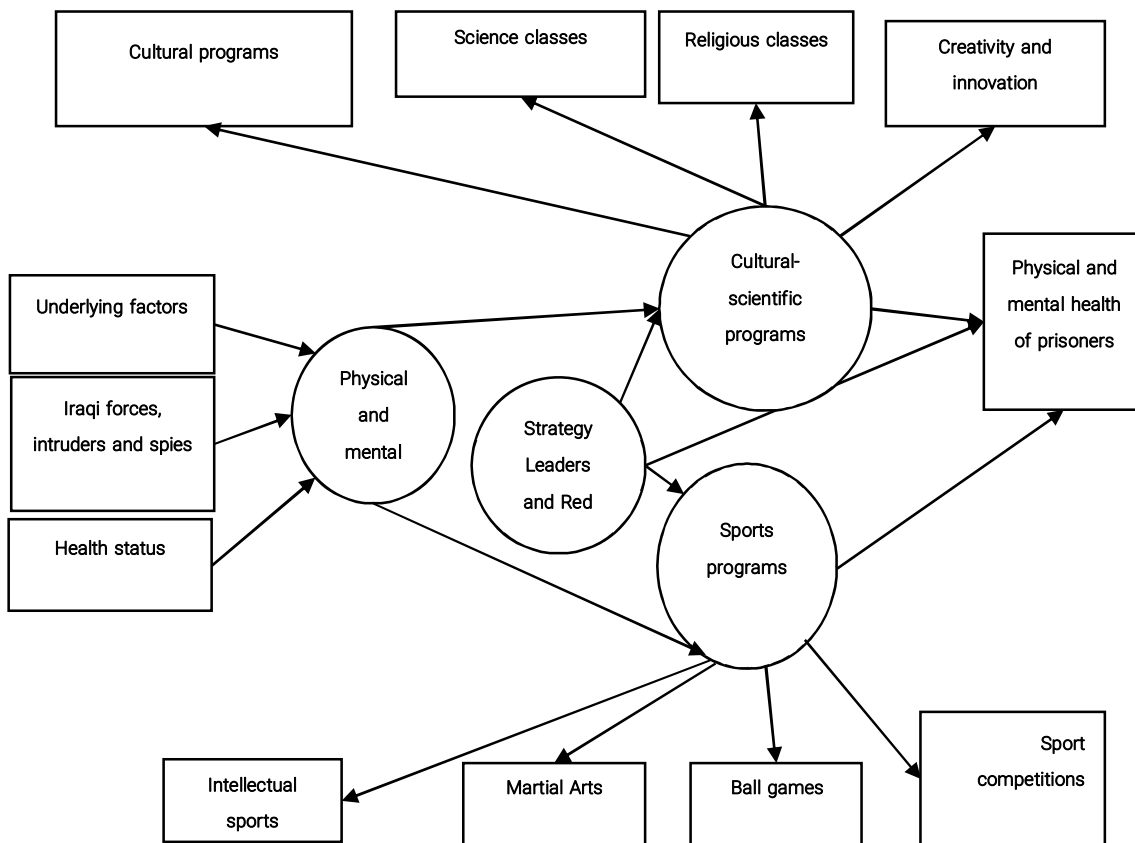 Cultural programs
Science classes
Religious classes
Creativity and
innovation
Cultural-
scientific
programs
Physical and
mental health
of prisoners
Underlying factors
Iraqi forces,
intruders and spies
Health status
Physical
and
mental
Strategy
Leaders
and Red
Sports
programs
Intellectual
sports
Martial Arts
Ball games
Sport
competitions